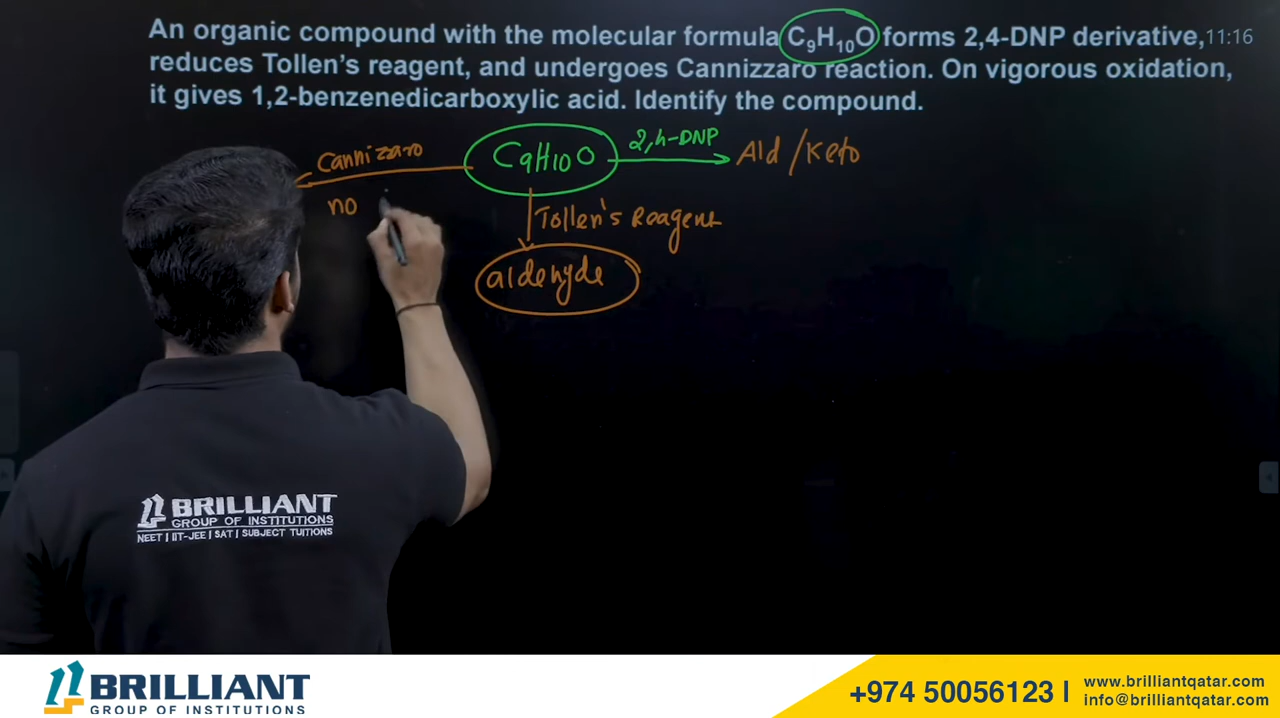 An organic compound with the molecular formula C₉H₁₀O forms 2,4-DNP derivative, 11:16
reduces Tollen's reagent, and undergoes Cannizzaro reaction. On vigorous oxidation,
it gives 1,2-benzenedicarboxylic acid. Identify the compound.
Cannizzaro C9H10O 2,4-DNP Ald / Keto
no
Tollen's Reagent
aldehyde
BRILLIANT
GROUP OF INSTITUTIONS
NEET | IIT-JEE | SAT | SUBJECT TUITIONS
BRILLIANT
GROUP OF INSTITUTIONS
+974 50056123 |
www.brilliantqatar.com
info@brilliantqatar.com